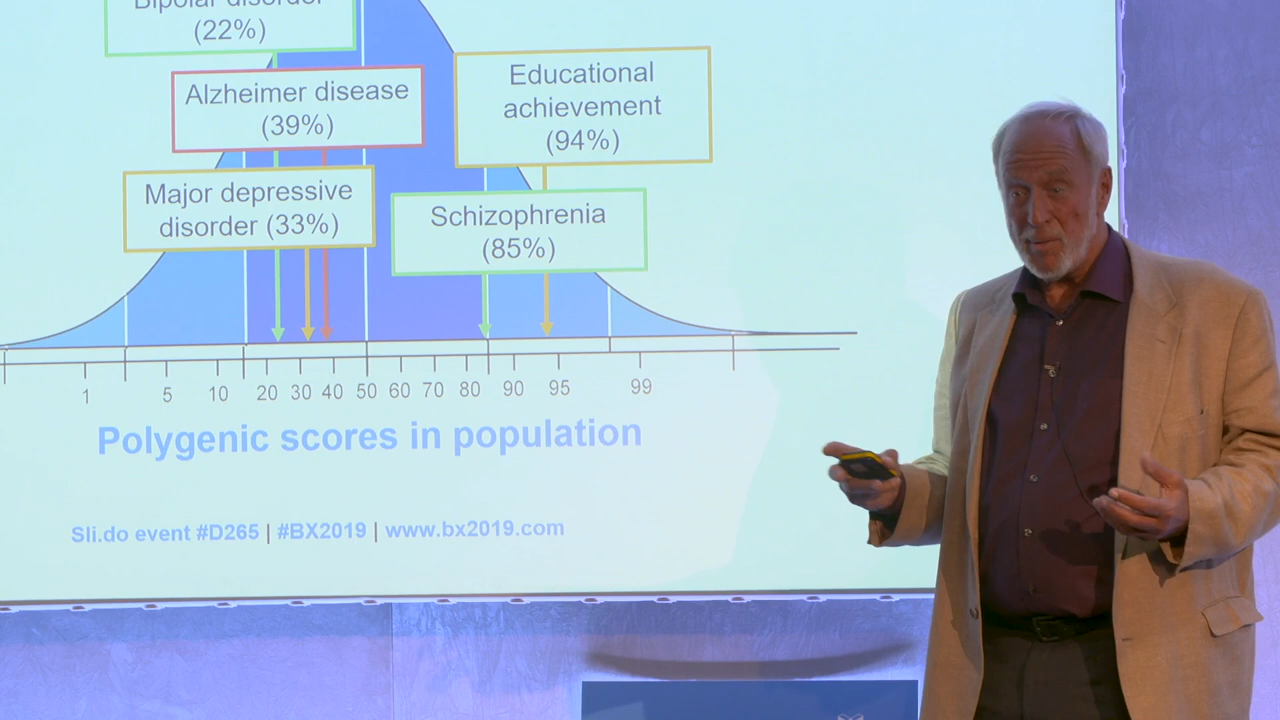 Bipolar disorder
(22%)
Alzheimer disease
(39%)
Major depressive
disorder (33%)
Educational
achievement
(94%)
Schizophrenia
(85%)
1 5 10 20 30 40 50 60 70 80 90 95 99
Polygenic scores in population
Sli.do event #D265 | #BX2019 | www.bx2019.com